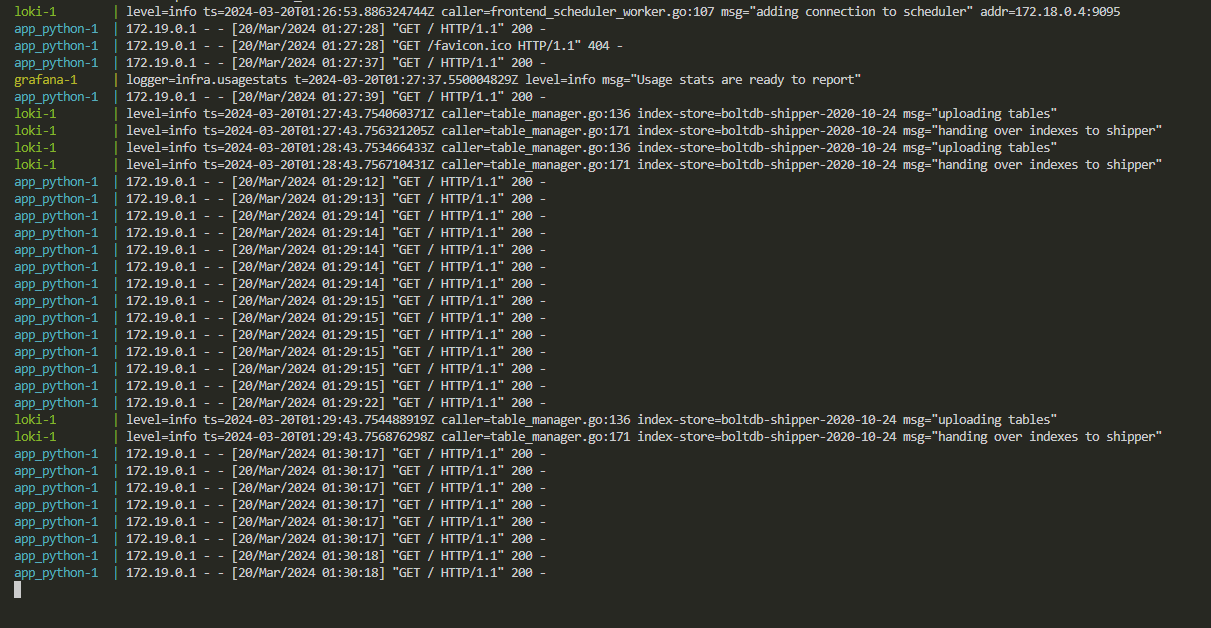 loki-1 | level=info ts=2024-03-20T01:26:53.886324744Z caller=frontend_scheduler_worker.go:107 msg="adding connection to scheduler" addr=172.18.0.4:9095
app_python-1 | 172.19.0.1 - - [20/Mar/2024 01:27:28] "GET / HTTP/1.1" 200 -
app_python-1 | 172.19.0.1 - - [20/Mar/2024 01:27:28] "GET /favicon.ico HTTP/1.1" 404 -
app_python-1 | 172.19.0.1 - - [20/Mar/2024 01:27:37] "GET / HTTP/1.1" 200 -
grafana-1 | logger=infra.usagestats t=2024-03-20T01:27:37.550004829Z level=info msg="Usage stats are ready to report"
app_python-1 | 172.19.0.1 - - [20/Mar/2024 01:27:39] "GET / HTTP/1.1" 200 -
loki-1 | level=info ts=2024-03-20T01:27:43.754060371Z caller=table_manager.go:136 index-store=boltdb-shipper-2020-10-24 msg="uploading tables"
loki-1 | level=info ts=2024-03-20T01:27:43.756321205Z caller=table_manager.go:171 index-store=boltdb-shipper-2020-10-24 msg="handing over indexes to shipper"
loki-1 | level=info ts=2024-03-20T01:28:43.753466433Z caller=table_manager.go:136 index-store=boltdb-shipper-2020-10-24 msg="uploading tables"
loki-1 | level=info ts=2024-03-20T01:28:43.756710431Z caller=table_manager.go:171 index-store=boltdb-shipper-2020-10-24 msg="handing over indexes to shipper"
app_python-1 | 172.19.0.1 - - [20/Mar/2024 01:29:12] "GET / HTTP/1.1" 200 -
app_python-1 | 172.19.0.1 - - [20/Mar/2024 01:29:13] "GET / HTTP/1.1" 200 -
app_python-1 | 172.19.0.1 - - [20/Mar/2024 01:29:14] "GET / HTTP/1.1" 200 -
app_python-1 | 172.19.0.1 - - [20/Mar/2024 01:29:14] "GET / HTTP/1.1" 200 -
app_python-1 | 172.19.0.1 - - [20/Mar/2024 01:29:14] "GET / HTTP/1.1" 200 -
app_python-1 | 172.19.0.1 - - [20/Mar/2024 01:29:14] "GET / HTTP/1.1" 200 -
app_python-1 | 172.19.0.1 - - [20/Mar/2024 01:29:14] "GET / HTTP/1.1" 200 -
app_python-1 | 172.19.0.1 - - [20/Mar/2024 01:29:15] "GET / HTTP/1.1" 200 -
app_python-1 | 172.19.0.1 - - [20/Mar/2024 01:29:15] "GET / HTTP/1.1" 200 -
app_python-1 | 172.19.0.1 - - [20/Mar/2024 01:29:15] "GET / HTTP/1.1" 200 -
app_python-1 | 172.19.0.1 - - [20/Mar/2024 01:29:15] "GET / HTTP/1.1" 200 -
app_python-1 | 172.19.0.1 - - [20/Mar/2024 01:29:15] "GET / HTTP/1.1" 200 -
app_python-1 | 172.19.0.1 - - [20/Mar/2024 01:29:15] "GET / HTTP/1.1" 200 -
app_python-1 | 172.19.0.1 - - [20/Mar/2024 01:29:22] "GET / HTTP/1.1" 200 -
loki-1 | level=info ts=2024-03-20T01:29:43.754488919Z caller=table_manager.go:136 index-store=boltdb-shipper-2020-10-24 msg="uploading tables"
loki-1 | level=info ts=2024-03-20T01:29:43.756876298Z caller=table_manager.go:171 index-store=boltdb-shipper-2020-10-24 msg="handing over indexes to shipper"
app_python-1 | 172.19.0.1 - - [20/Mar/2024 01:30:17] "GET / HTTP/1.1" 200 -
app_python-1 | 172.19.0.1 - - [20/Mar/2024 01:30:17] "GET / HTTP/1.1" 200 -
app_python-1 | 172.19.0.1 - - [20/Mar/2024 01:30:17] "GET / HTTP/1.1" 200 -
app_python-1 | 172.19.0.1 - - [20/Mar/2024 01:30:17] "GET / HTTP/1.1" 200 -
app_python-1 | 172.19.0.1 - - [20/Mar/2024 01:30:17] "GET / HTTP/1.1" 200 -
app_python-1 | 172.19.0.1 - - [20/Mar/2024 01:30:17] "GET / HTTP/1.1" 200 -
app_python-1 | 172.19.0.1 - - [20/Mar/2024 01:30:18] "GET / HTTP/1.1" 200 -
app_python-1 | 172.19.0.1 - - [20/Mar/2024 01:30:18] "GET / HTTP/1.1" 200 -